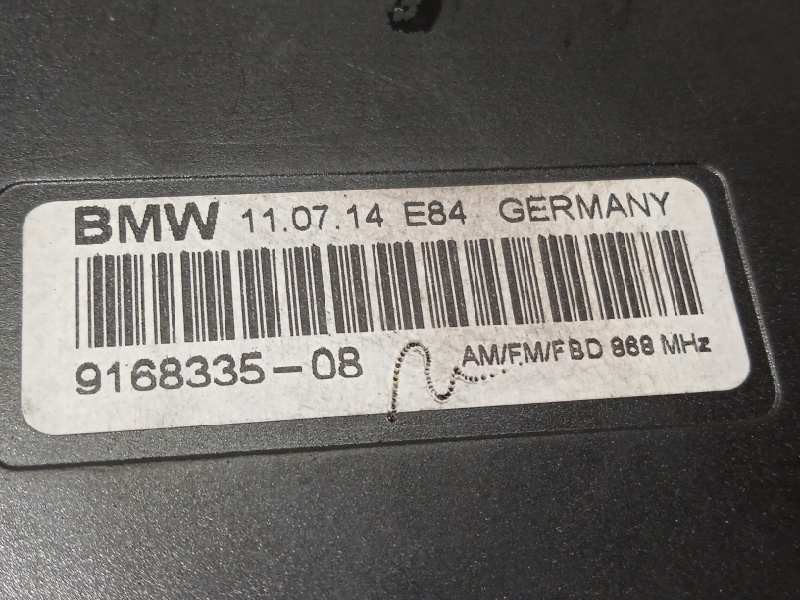 BMW 11.07.14 E84 GERMANY
9168335-08
AM/FM/FBD 868 MHz